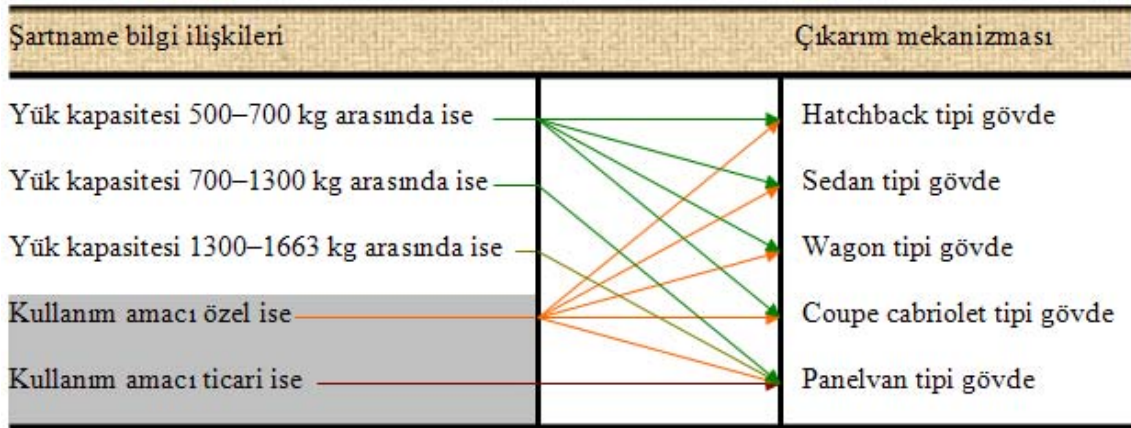 Şartname bilgi ilişkileri Çıkarım mekanizması
Yük kapasitesi 500–700 kg arasında ise Hatchback tipi gövde
Yük kapasitesi 700–1300 kg arasında ise Sedan tipi gövde
Yük kapasitesi 1300–1663 kg arasında ise Wagon tipi gövde
Kullanım amacı özel ise Coupe cabriolet tipi gövde
Kullanım amacı ticari ise Panelvan tipi gövde